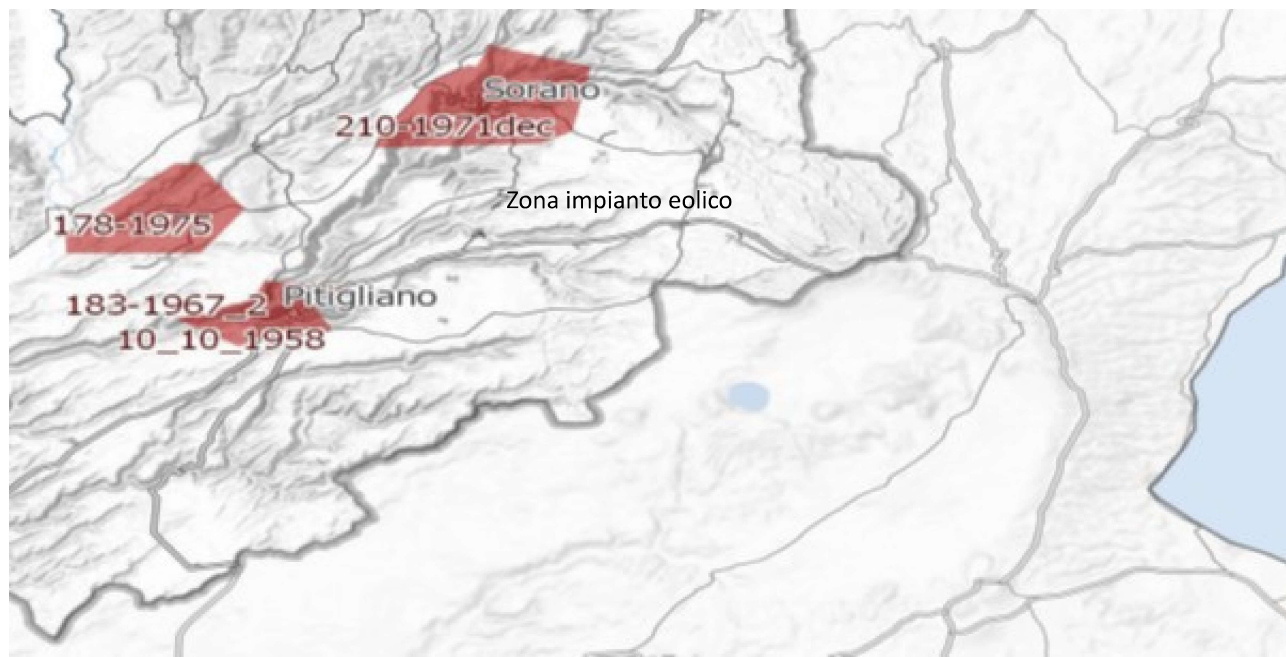 Sorano
210-1971dec
Zona impianto eolico
178-1975
Pitigliano
183-1967_2
10_10_1958